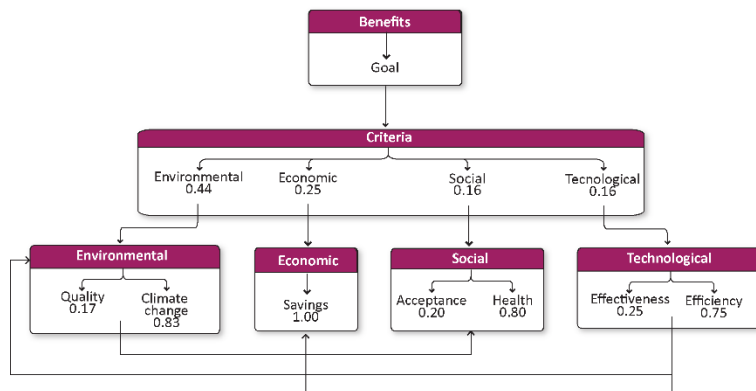 Benefits
Goal
Criteria
Environmental Economic Social Tecnological
0.44 0.25 0.16 0.16
Environmental
Quality Climate
change
0.17 0.83
Economic
Savings
1.00
Social
Acceptance Health
0.20 0.80
Technological
Effectiveness Efficiency
0.25 0.75